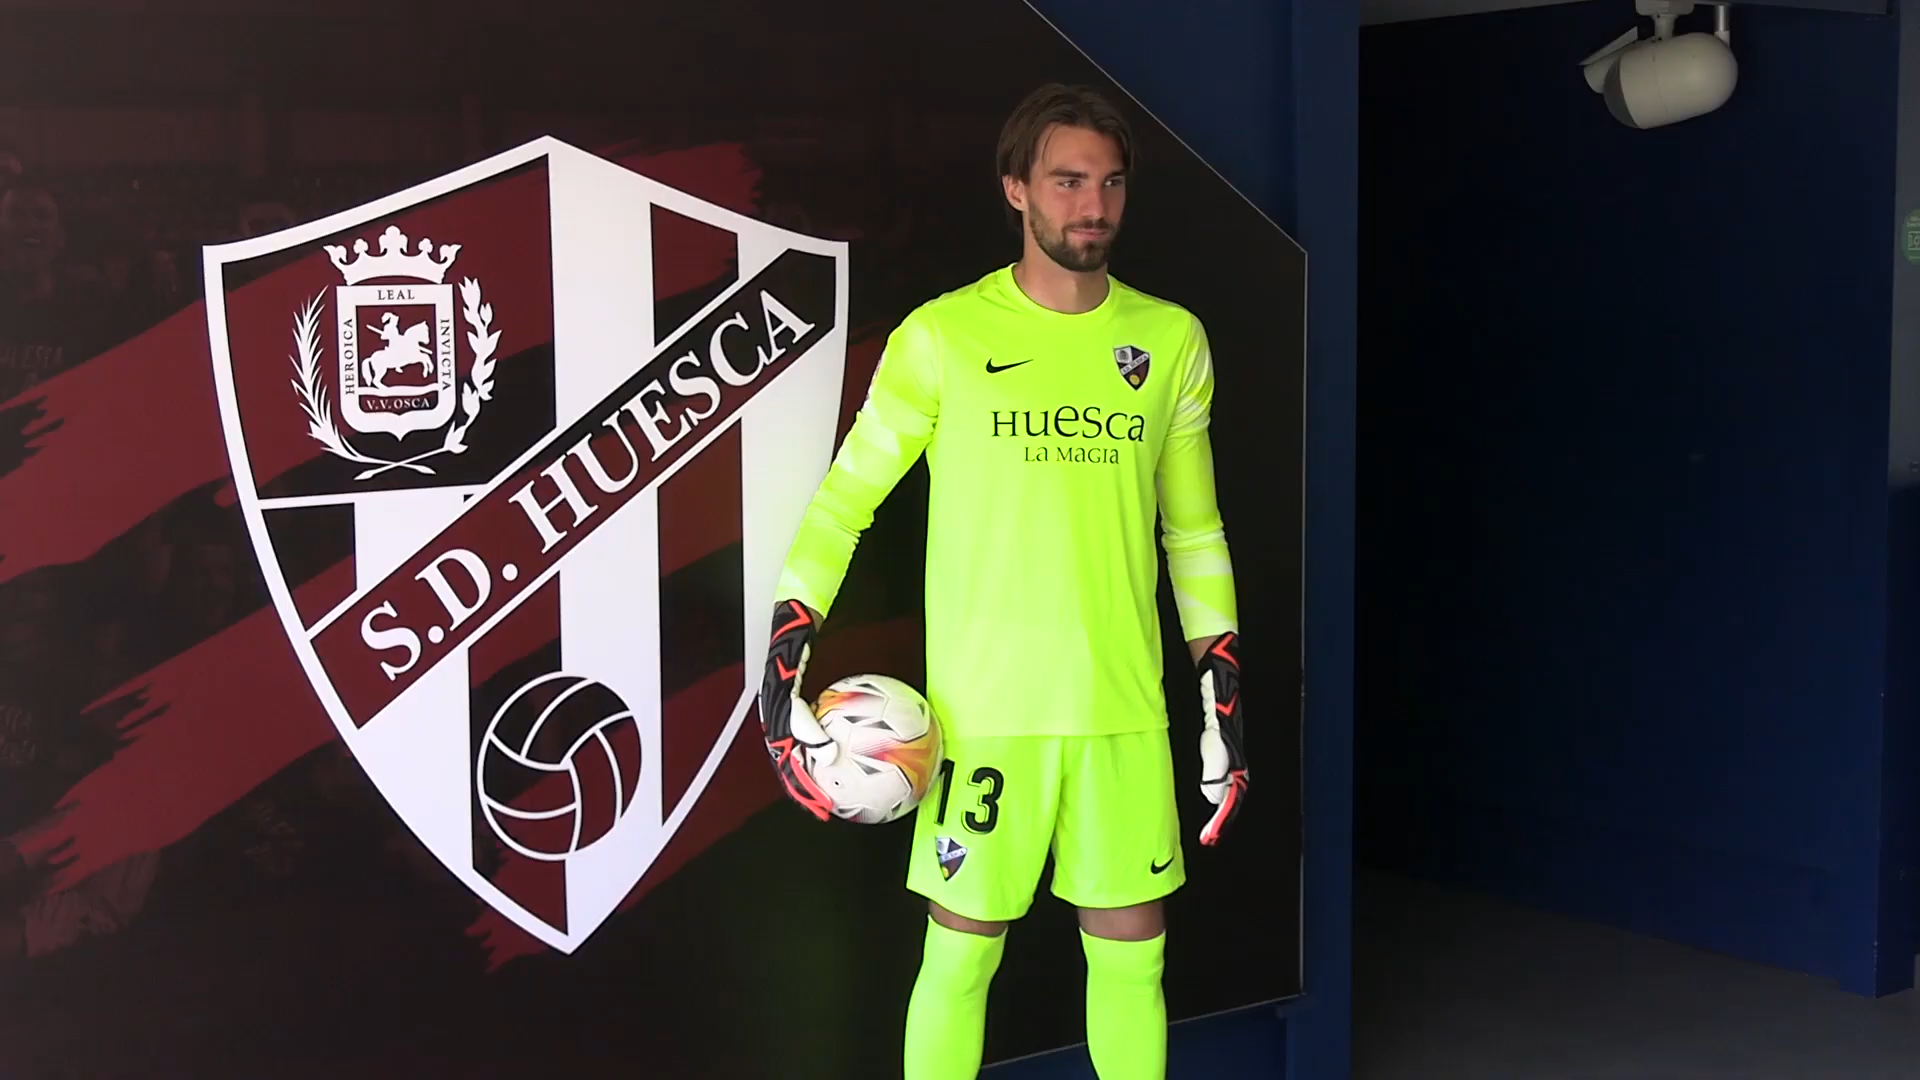 LEAL
HEROICA
INVICTA
V.V. OSCA
S.D. HUESCA
Huesca
La Magia
13